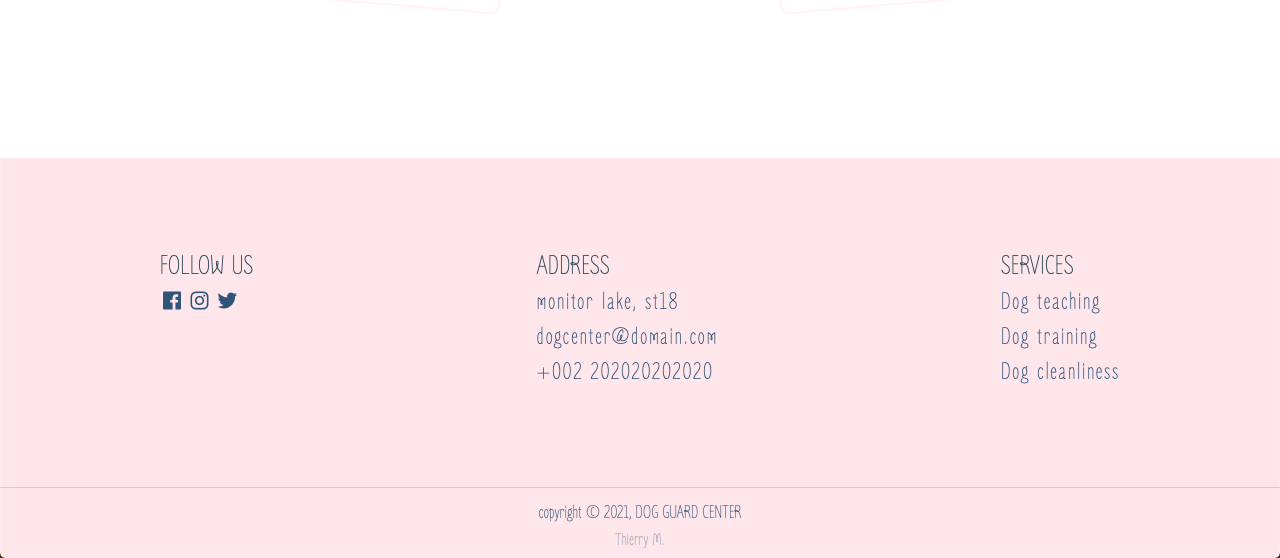 FOLLOW US
ADDRESS
monitor lake, st18
dogcenter@domain.com
+002 202020202020
SERVICES
Dog teaching
Dog training
Dog cleanliness
copyright © 2021, DOG GUARD CENTER
Thierry M.